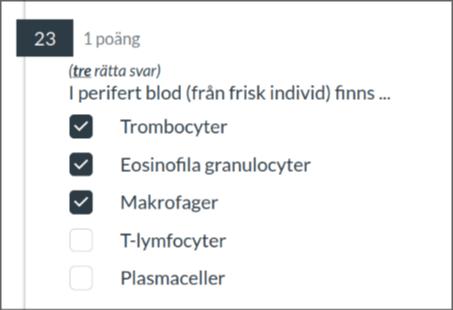 23 1 poäng
(tre rätta svar)
I perifert blod (från frisk individ) finns ...
Trombocyter
Eosinofila granulocyter
Makrofager
T-lymfocyter
Plasmaceller